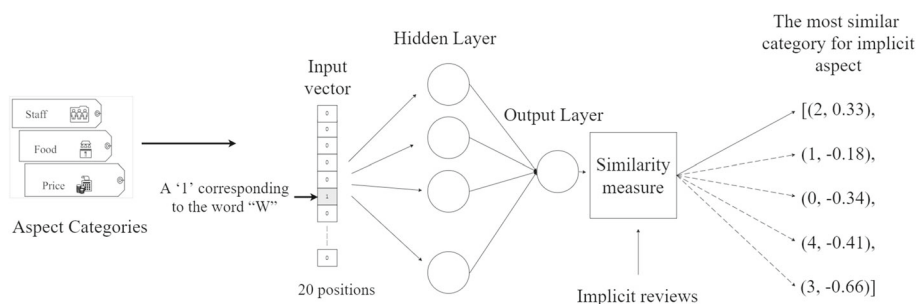 The most similar
category for implicit
aspect
Hidden Layer
Input
vector
Output Layer
Staff
Food
Price
Aspect Categories
A ‘1’ corresponding
to the word “W”
0
0
0
0
0
1
0
0
20 positions
Similarity
measure
Implicit reviews
[(2, 0.33),
(1, -0.18),
(0, -0.34),
(4, -0.41),
(3, -0.66)]